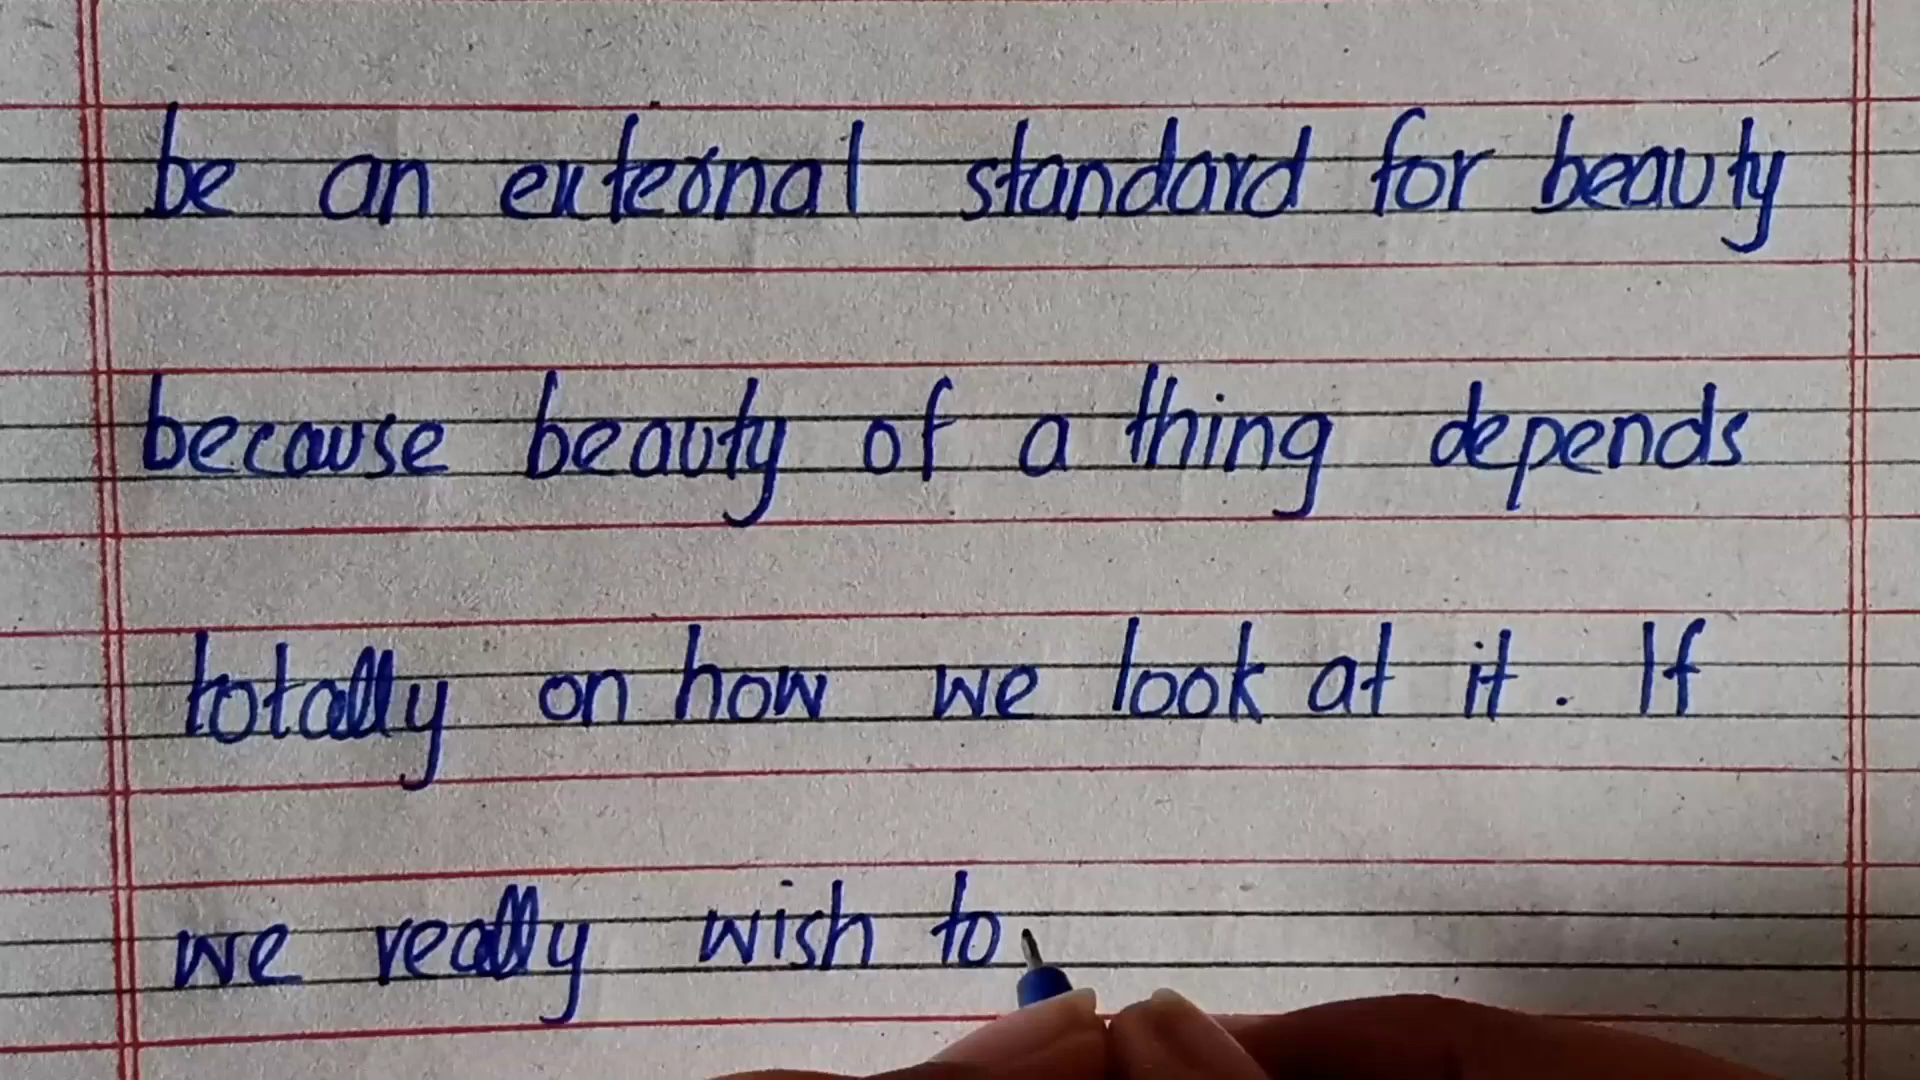 be an external standard for beauty
because beauty of a thing depends
totally on how we look at it. If
we really wish to